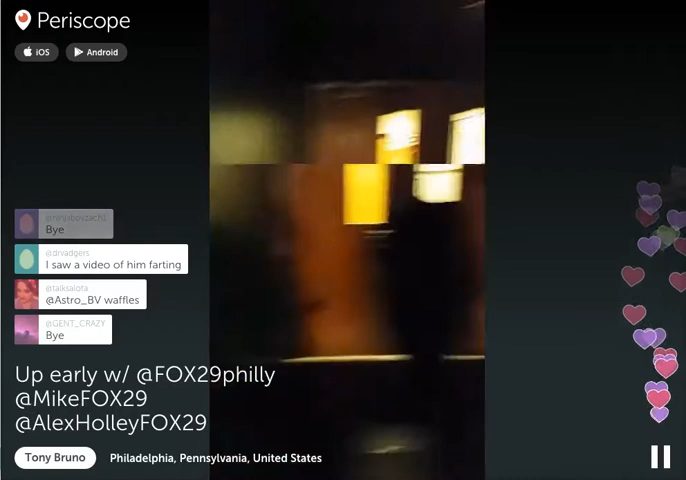 Periscope
iOS
Android
@ninjaboyzach1
Bye
@drvadgers
I saw a video of him farting
@talksalota
@Astro_BV waffles
@GENT_CRAZY
Bye
Up early w/ @FOX29philly
@MikeFOX29
@AlexHolleyFOX29
Tony Bruno
Philadelphia, Pennsylvania, United States